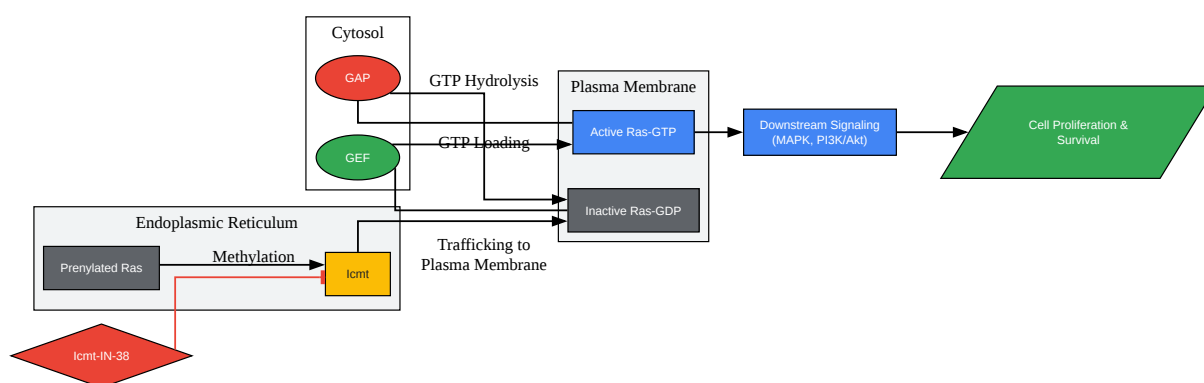 Cytosol
GAP
GTP Hydrolysis
Plasma Membrane
Active Ras-GTP
Downstream Signaling
(MAPK, PI3K/Akt)
Cell Proliferation &
Survival
GEF
GTP Loading
Inactive Ras-GDP
Endoplasmic Reticulum
Prenylated Ras
Methylation
Icmt
Trafficking to
Plasma Membrane
Icmt-IN-38